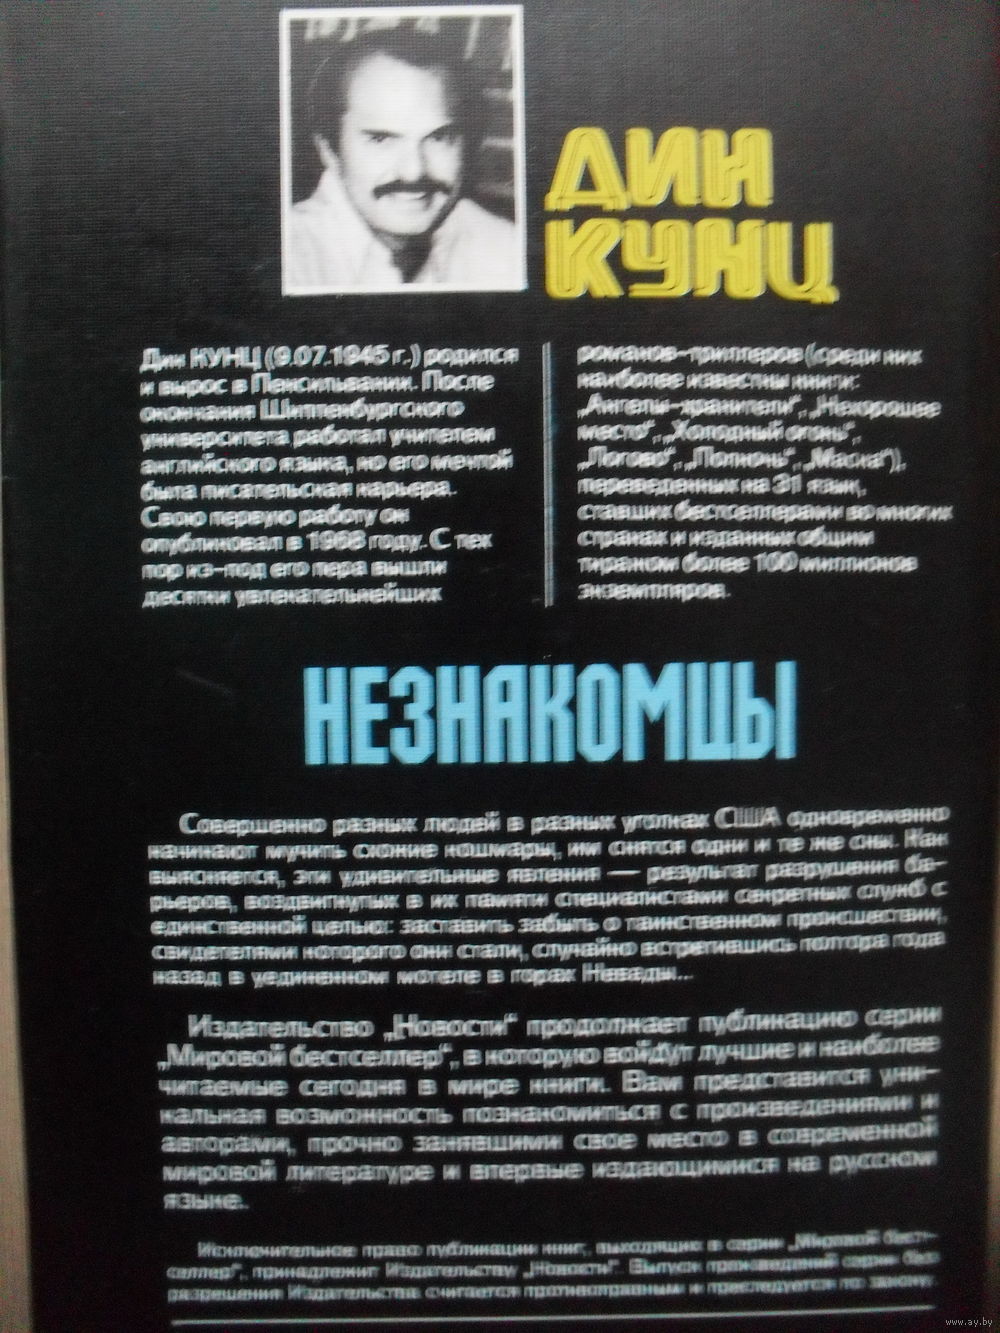 ДИН
КУНЦ
Дин КУНЦ (9.07.1945 г.) родился
и вырос в Пенсильвании. После
окончания Шиппенбургского
университета работал учителем
английского языка, но его мечтой
была писательская карьера.
Свою первую работу он
опубликовал в 1968 году. С тех
пор из-под его пера вышли
десятки увлекательнейших
романов-триллеров (среди них
наиболее известны книги:
„Ангелы-хранители", „Нехорошее
место", „Холодный огонь",
„Логово", „Полночь", „Маска"),
переведенных на 31 язык,
ставших бестселлерами во многих
странах и изданных общим
тиражом более 100 миллионов
экземпляров.
НЕЗНАКОМЦЫ
Совершенно разных людей в разных уголках США одновременно
начинают мучить схожие кошмары, им снятся одни и те же сны. Как
выясняется, эти удивительные явления — результат разрушения ба-
рьеров, воздвигнутых в их памяти специалистами секретных служб с
единственной целью: заставить забыть о таинственном происшествии,
свидетелями которого они стали, случайно встретившись полтора года
назад в уединенном мотеле в горах Невады...
Издательство „Новости" продолжает публикацию серии
„Мировой бестселлер", в которую войдут лучшие и наиболее
читаемые сегодня в мире книги. Вам представится уни-
кальная возможность познакомиться с произведениями и
авторами, прочно занявшими свое место в современной
мировой литературе и впервые издающимися на русском
языке.
Исключительное право публикации книг, выходящих в серии „Мировой бест-
селлер", принадлежит Издательству „Новости". Выпуск произведений серии без
разрешения Издательства считается противоправным и преследуется по закону.
www.ay.by